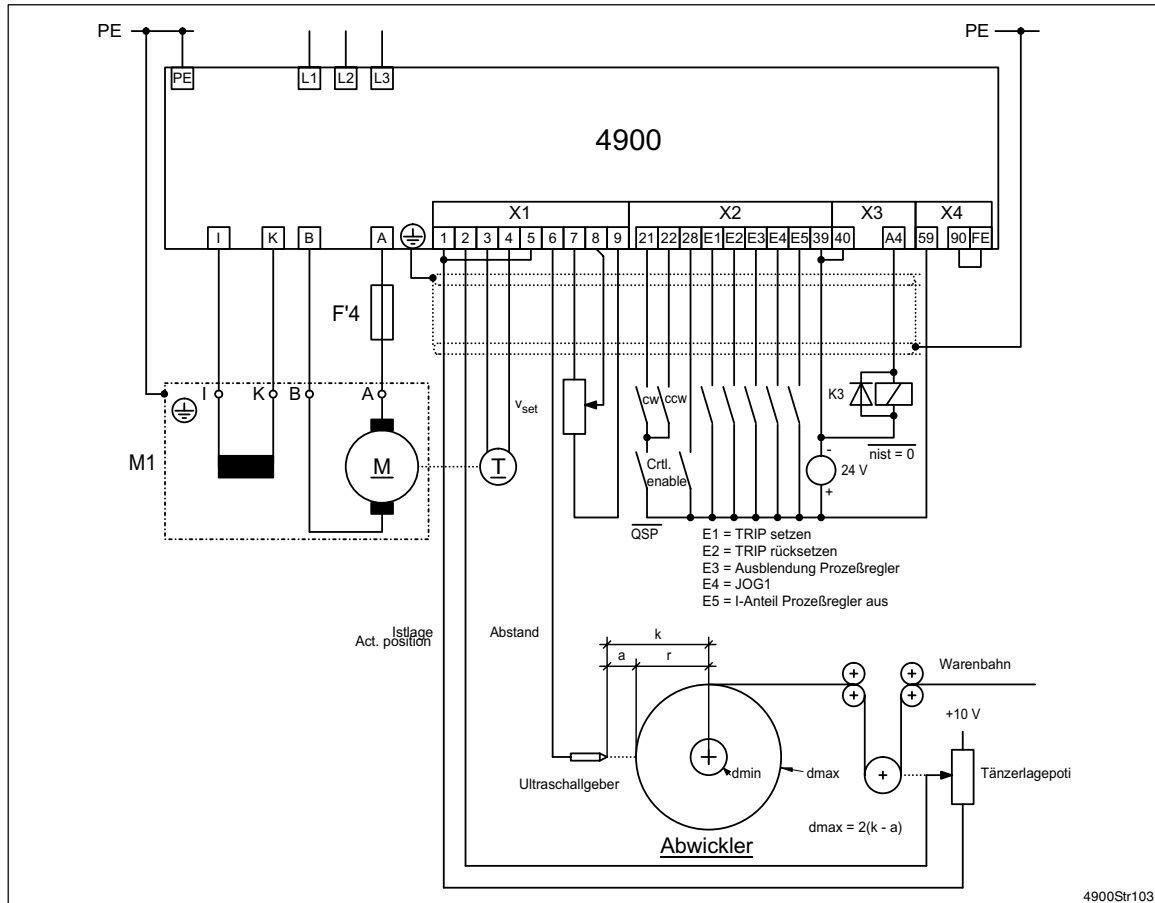 PE
PE
PE
L1
L2
L3
4900
X1
X2
X3
X4
I
K
B
A
1
2
3
4
5
6
7
8
9
21
22
28
E1
E2
E3
E4
E5
39
40
A4
59
90
FE
F'4
I
K
B
A
v set
cw
ccw
K3
M1
M
T
Crtl.
enable
-
24 V
+
nist = 0
QSP
E1 = TRIP setzen
E2 = TRIP rücksetzen
E3 = Ausblendung Prozeßregler
E4 = JOG1
E5 = I-Anteil Prozeßregler aus
Istlage
Act. position
Abstand
k
a
r
Warenbahn
+10 V
Ultraschallgeber
dmin
dmax
Tänzerlagepoti
dmax = 2(k - a)
Abwickler
4900Str103